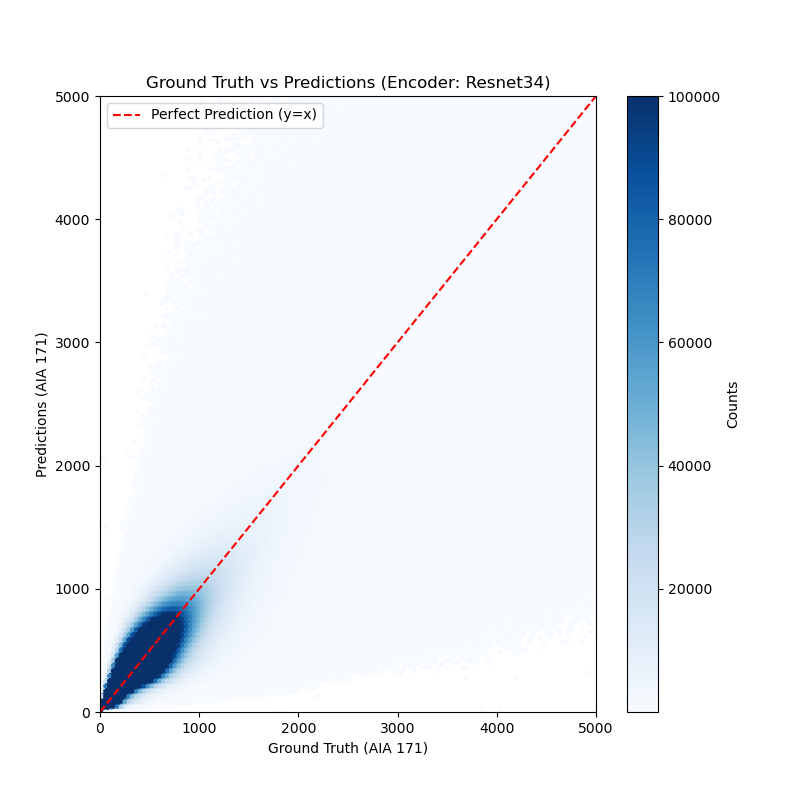 Ground Truth vs Predictions (Encoder: Resnet34)
Perfect Prediction (y=x)
5000
4000
3000
2000
1000
0
Predictions (AIA 171)
0 1000 2000 3000 4000 5000
Ground Truth (AIA 171)
100000
80000
60000
40000
20000
Counts